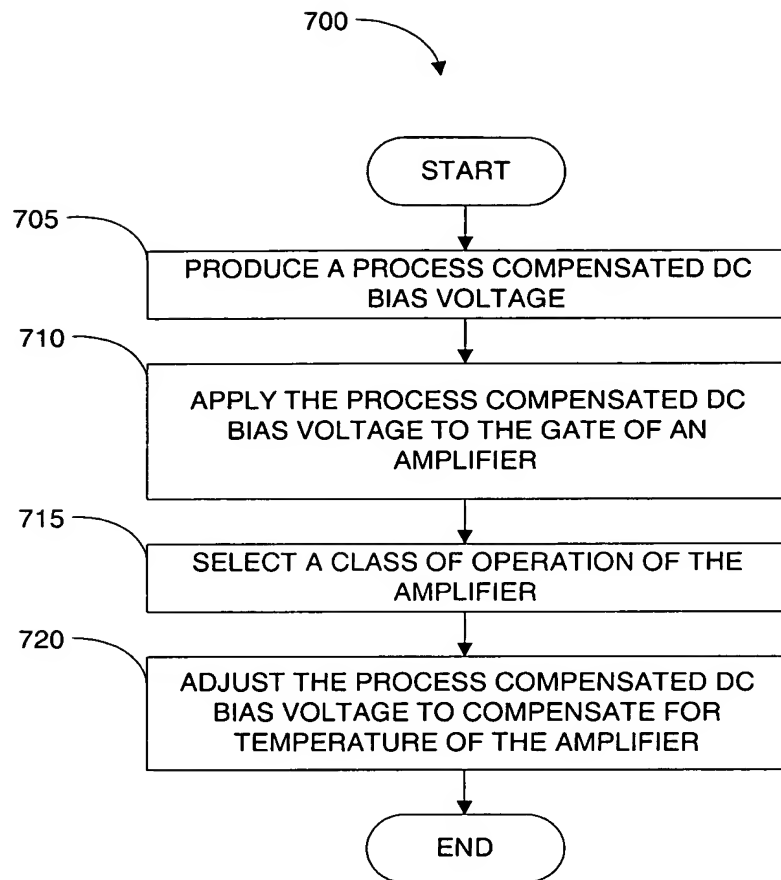 700
START
705
PRODUCE A PROCESS COMPENSATED DC
BIAS VOLTAGE
710
APPLY THE PROCESS COMPENSATED DC
BIAS VOLTAGE TO THE GATE OF AN
AMPLIFIER
715
SELECT A CLASS OF OPERATION OF THE
AMPLIFIER
720
ADJUST THE PROCESS COMPENSATED DC
BIAS VOLTAGE TO COMPENSATE FOR
TEMPERATURE OF THE AMPLIFIER
END